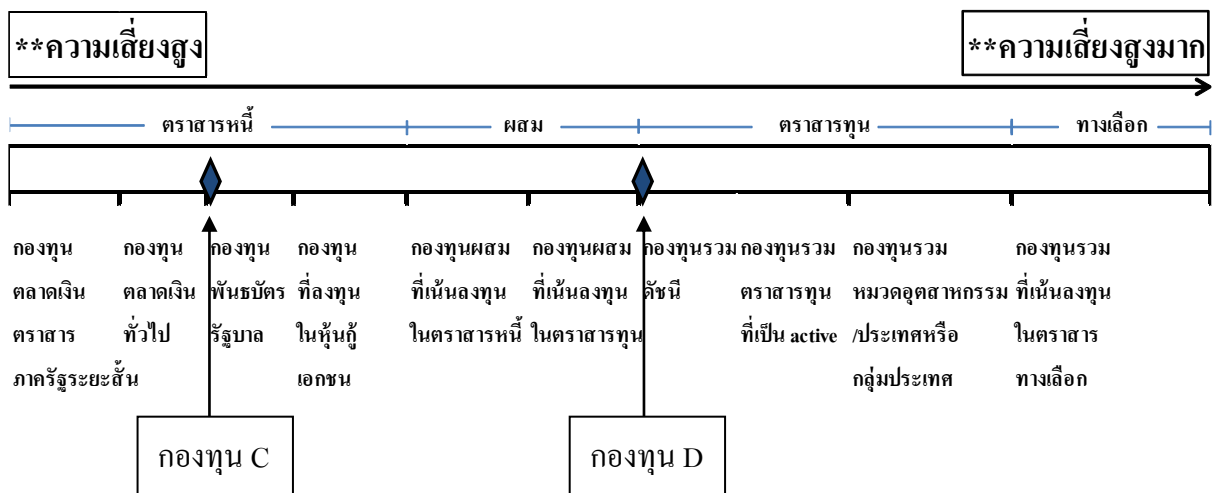 **ความเสี่ยงสูง
**ความเสี่ยงสูงมาก
ตราสารหนี้
ผสม
ตราสารทุน
ทางเลือก
กองทุน
ตลาดเงิน
ตราสาร
ภาครัฐระยะสั้น
กองทุน
ตลาดเงิน
ทั่วไป
กองทุน
พันธบัตร
รัฐบาล
กองทุน
ที่ลงทุน
ในหุ้นกู้
เอกชน
กองทุนผสม
ที่เน้นลงทุน
ในตราสารหนี้
กองทุนผสม
ที่เน้นลงทุน
ในตราสารทุน
กองทุนรวม
ดัชนี
กองทุนรวม
ตราสารทุน
ที่เป็น active
กองทุนรวม
หมวดอุตสาหกรรม
/ประเทศหรือ
กลุ่มประเทศ
กองทุนรวม
ที่เน้นลงทุน
ในตราสาร
ทางเลือก
กองทุน C
กองทุน D